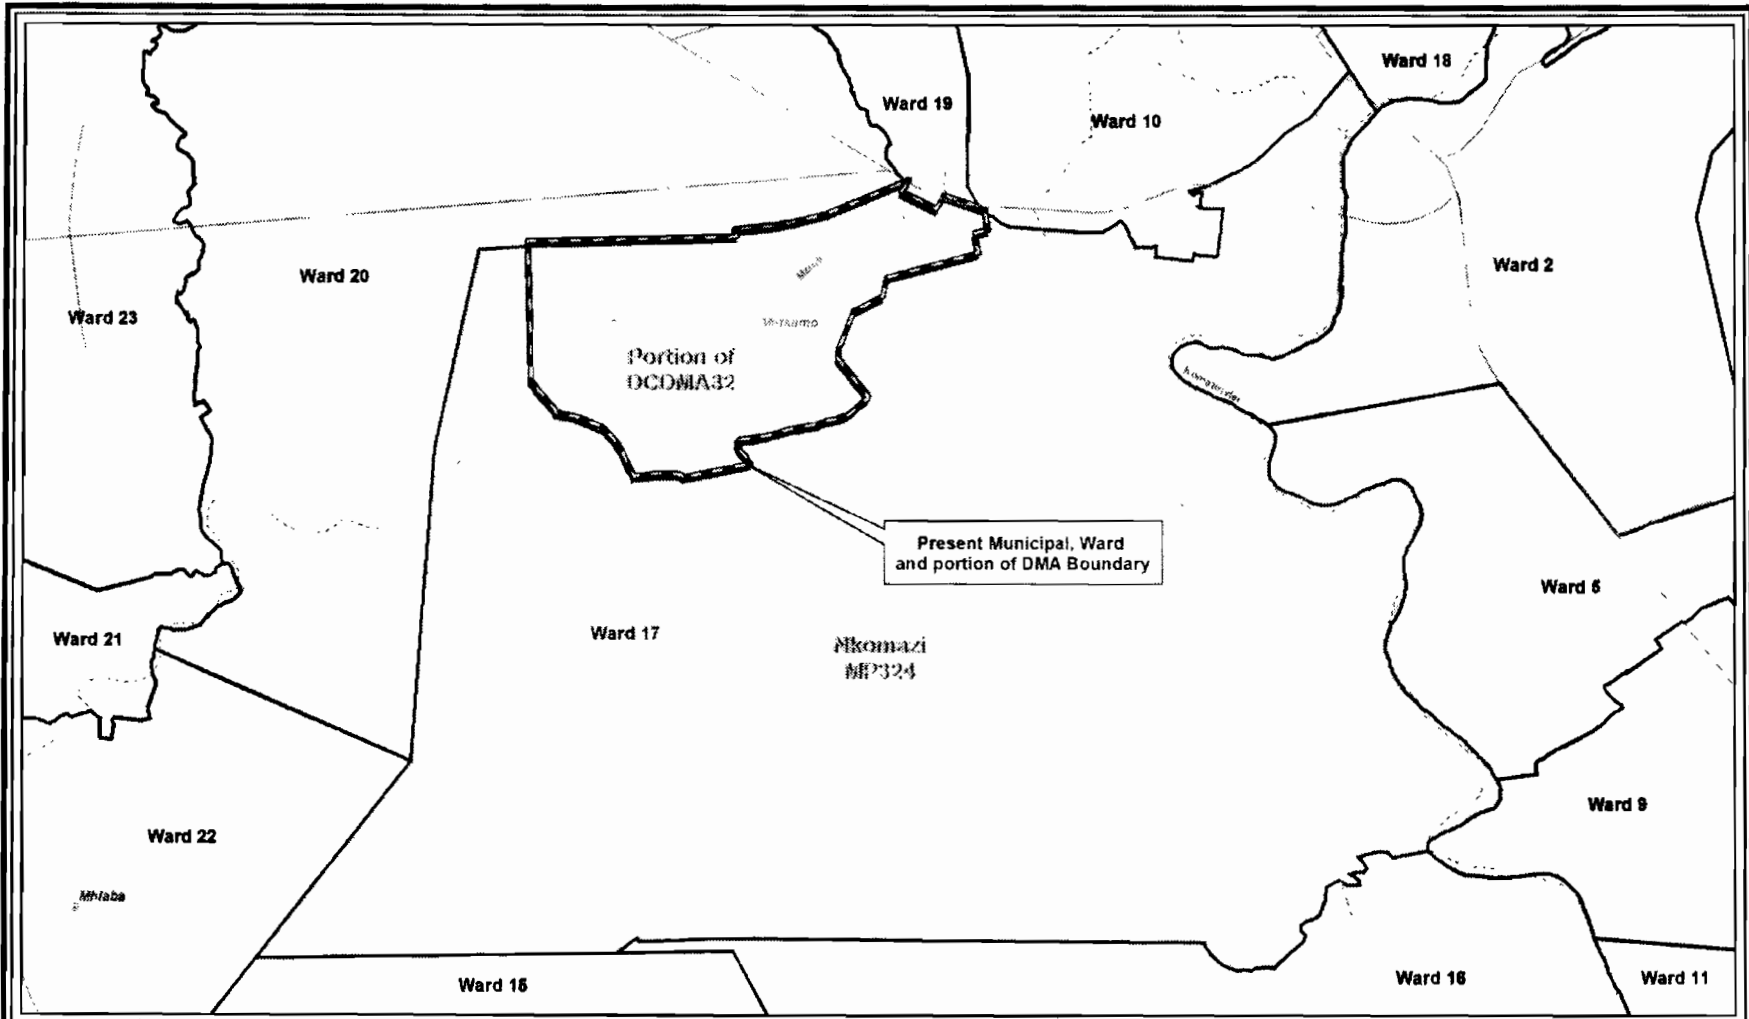 Ward 18
Ward 19
Ward 10
Ward 20
Ward 2
Ward 23
Portion of
DCDMA32
Present Municipal, Ward
and portion of DMA Boundary
Ward 5
Ward 21
Ward 17
Nkomazi
MP324
Ward 9
Ward 22
Mhlaba
Ward 15
Ward 16
Ward 11